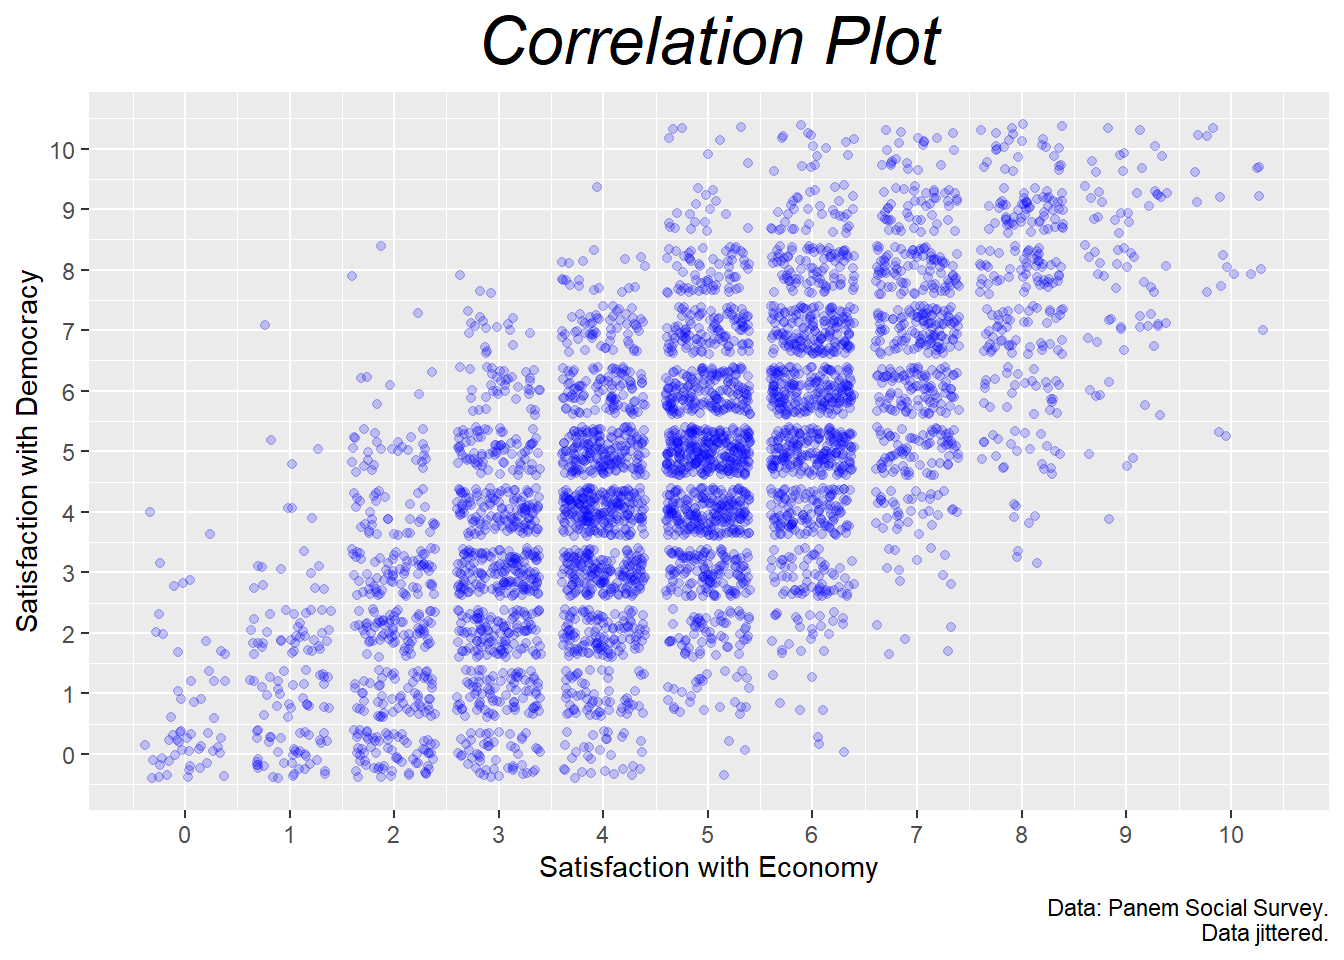 Correlation Plot
Satisfaction with Democracy
10
9
8
7
6
5
4
3
2
1
0
0 1 2 3 4 5 6 7 8 9 10
Satisfaction with Economy
Data: Panem Social Survey.
Data jittered.